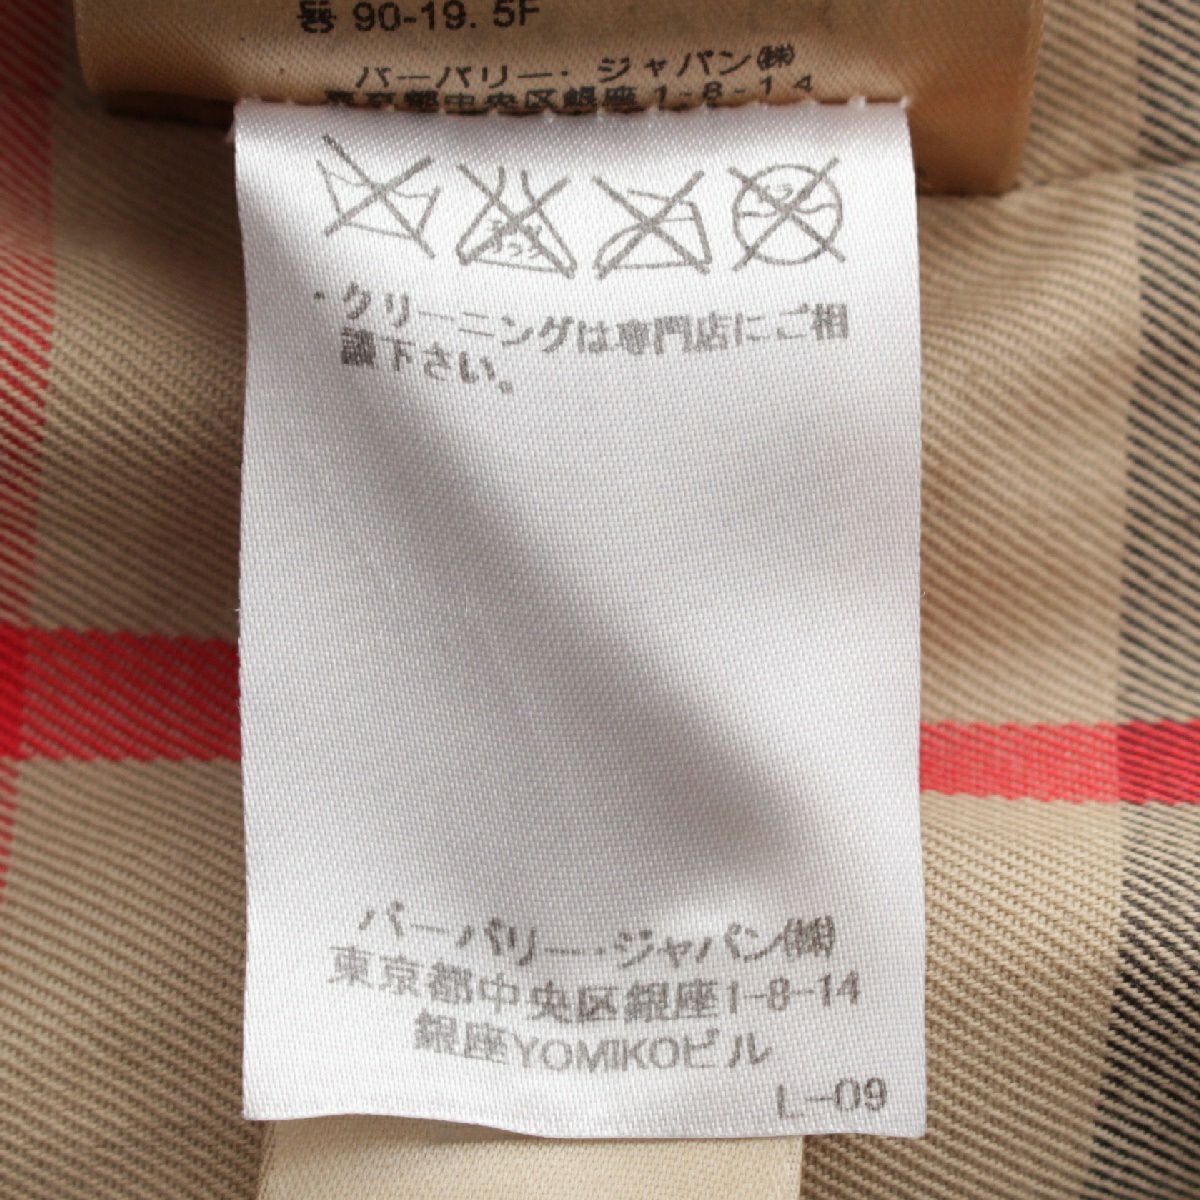 90-19. 5F
バーバリー・ジャパン㈱
東京都中央区銀座1-8-14
・クリーニングは専門店にご相
談下さい。
バーバリー・ジャパン㈱
東京都中央区銀座1-8-14
銀座YOMIKOビル
L-09